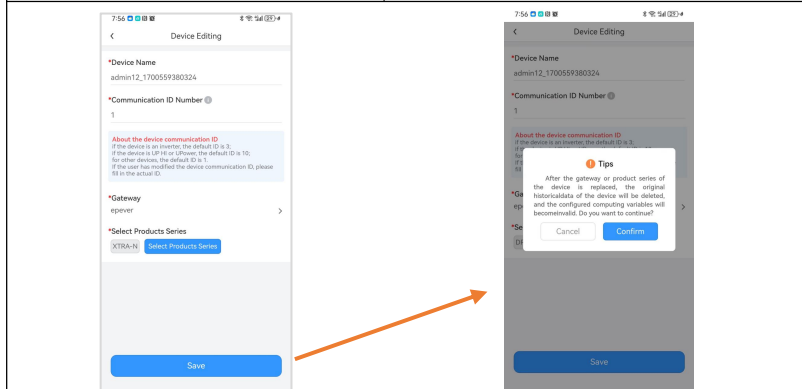 7:56
Device Editing
*Device Name
admin12_1700559380324
*Communication ID Number
1
About the device communication ID
If the device is an inverter, the default ID is 3;
If the device is UP-HI or UPower, the default ID is 10;
for other devices, the default ID is 1.
If the user has modified the device communication ID, please
fill in the actual ID.
*Gateway
epever
*Select Products Series
XTRA-N Select Products Series
Save
7:56
Device Editing
*Device Name
admin12_1700559380324
*Communication ID Number
1
About the device communication ID
If the device is an inverter, the default ID is 3;
Tips
After the gateway or product series of
the device is replaced, the original
historicaldata of the device will be deleted,
and the configured computing variables will
becomeinvalid. Do you want to continue?
Cancel Confirm
Save